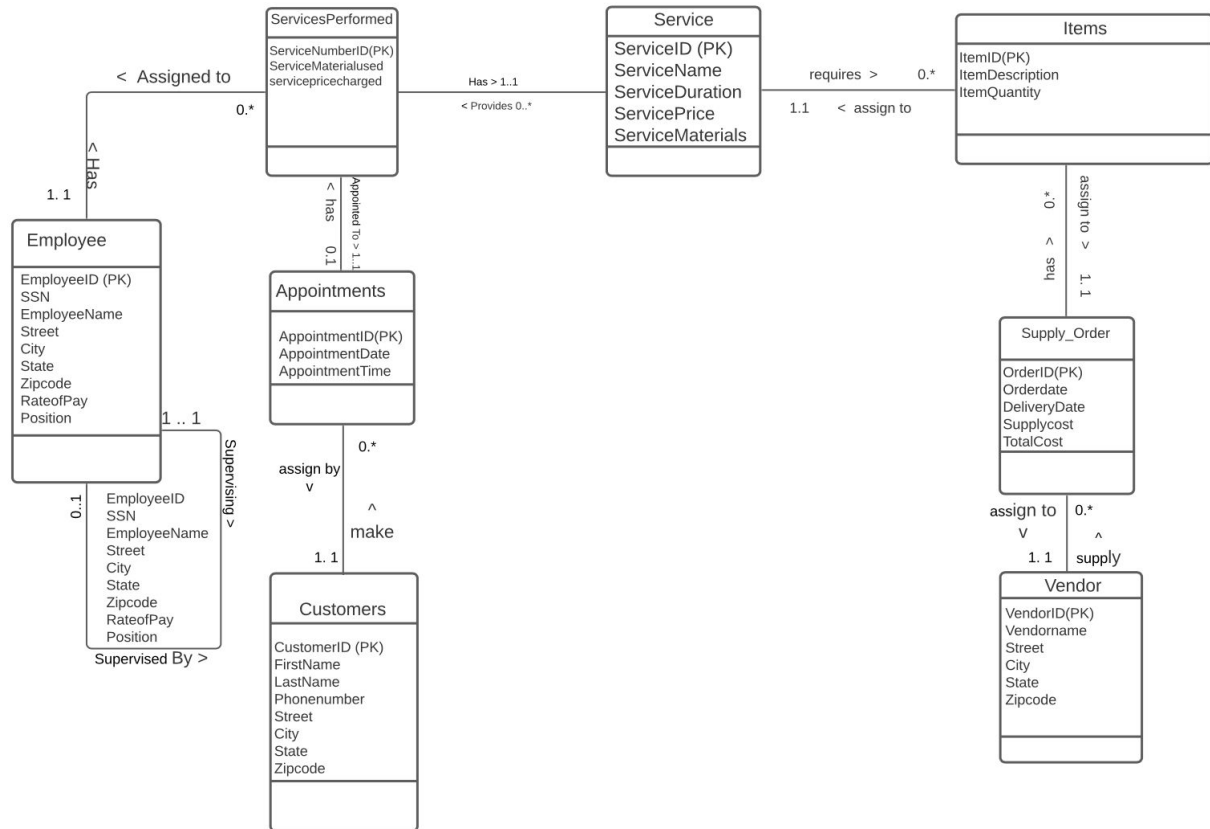 ServicesPerformed
ServiceNumberID(PK)
ServiceMaterialused
servicepricecharged
Service
ServiceID (PK)
ServiceName
ServiceDuration
ServicePrice
ServiceMaterials
Items
ItemID(PK)
ItemDescription
ItemQuantity
< Assigned to
0.*
< Has
1. 1
Has > 1..1
< Provides 0..*
requires > 0.*
1.1 < assign to
Employee
EmployeeID (PK)
SSN
EmployeeName
Street
City
State
Zipcode
RateofPay
Position
1 .. 1
Supervising >
0..1
EmployeeID
SSN
EmployeeName
Street
City
State
Zipcode
RateofPay
Position
Supervised By >
< has 0.1
Appointed To > 1..1
Appointments
AppointmentID(PK)
AppointmentDate
AppointmentTime
0.*
assign by
v
^
make
1. 1
Customers
CustomerID (PK)
FirstName
LastName
Phonenumber
Street
City
State
Zipcode
assign to > 1. 1
has > 0.*
Supply_Order
OrderID(PK)
Orderdate
DeliveryDate
Supplycost
TotalCost
assign to
v
0.*
^
supply
1. 1
Vendor
VendorID(PK)
Vendorname
Street
City
State
Zipcode